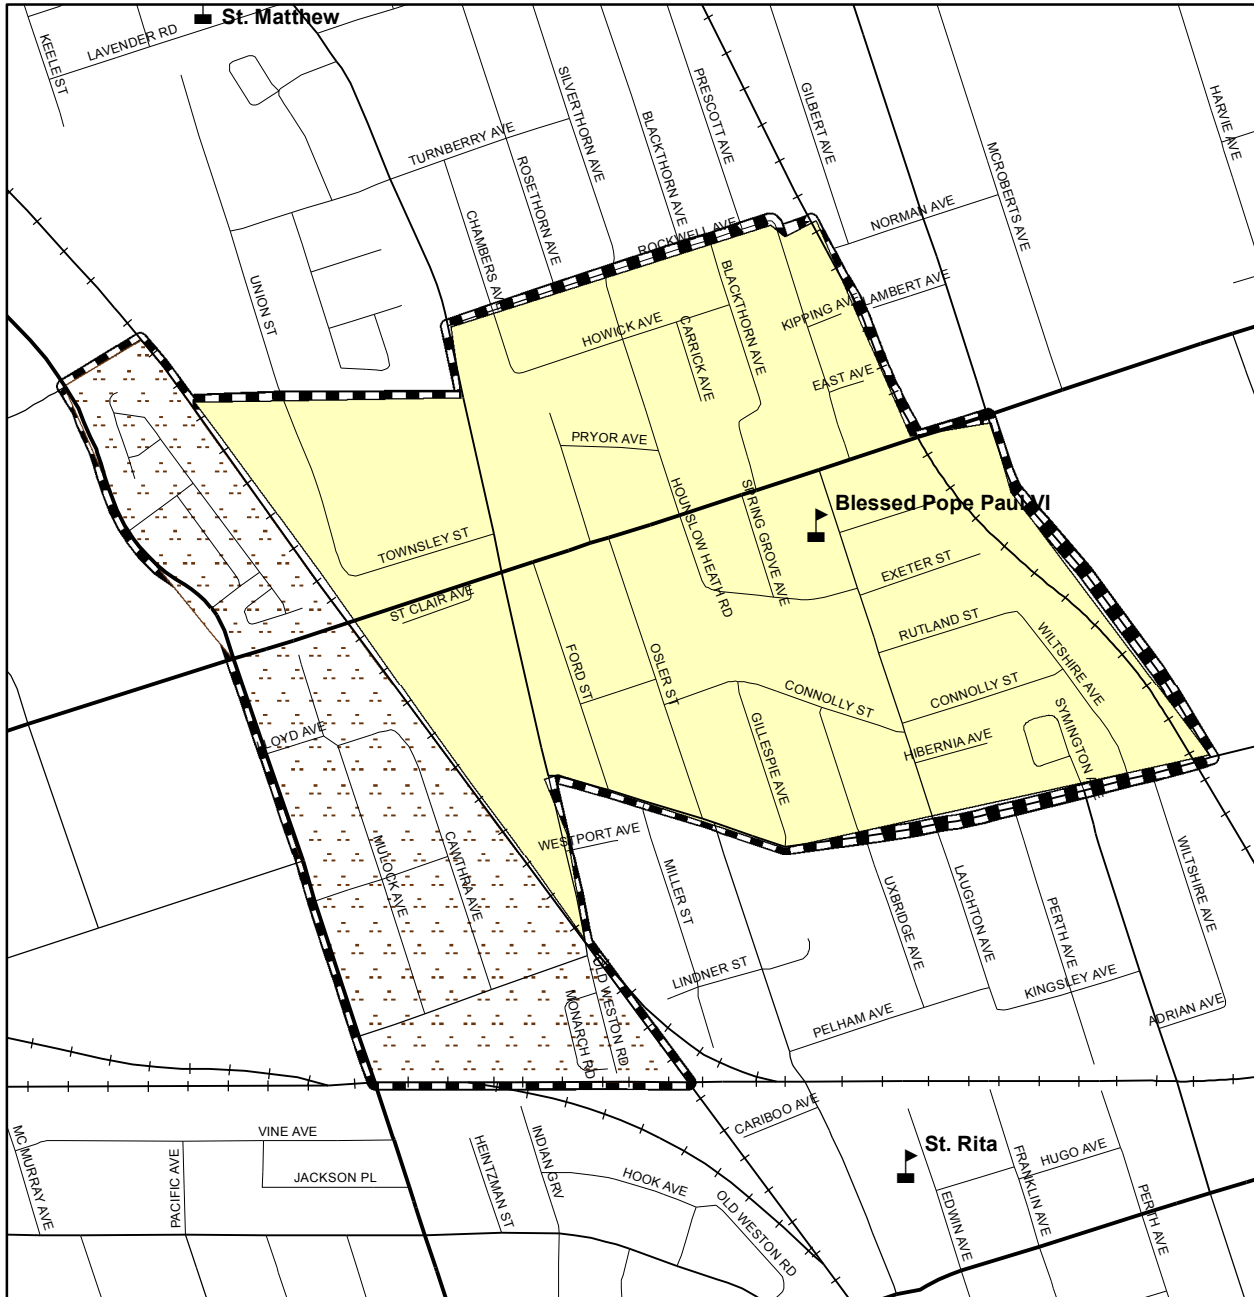 St. Matthew
KEELE ST
LAVENDER RD
TURNBERRY AVE
SILVERTHORN AVE
BLACKTHORN AVE
PRESCOTT AVE
GILBERT AVE
MCROBERTS AVE
HARVIE AVE
ROSETHORN AVE
CHAMBERS AVE
ROCKWELL AVE
NORMAN AVE
UNION ST
HOWICK AVE
CARRICK AVE
BLACKTHORN AVE
KIPPING AVE
LAMBERT AVE
EAST AVE
PRYOR AVE
HOUNSLOW HEATH RD
SPRING GROVE AVE
Blessed Pope Paul VI
TOWNSLEY ST
ST CLAIR AVE
EXETER ST
RUTLAND ST
WILTSHIRE AVE
FORD ST
OSLER ST
CONNOLLY ST
CONNOLLY ST
GILLESPIE AVE
HIBERNIA AVE
SYMINGTON AVE
LOYD AVE
MULOCK AVE
CAWTHRA AVE
WESTPORT AVE
MILLER ST
UXBRIDGE AVE
LAUGHTON AVE
PERTH AVE
WILTSHIRE AVE
LINDNER ST
PELHAM AVE
KINGSLEY AVE
ADRIAN AVE
OLD WESTON RD
MONARCH RD
CARIBOO AVE
St. Rita
MC MURRAY AVE
VINE AVE
PACIFIC AVE
JACKSON PL
HEINTZMAN ST
INDIAN GRV
HOOK AVE
OLD WESTON RD
EDWIN AVE
FRANKLIN AVE
HUGO AVE
PERTH AVE